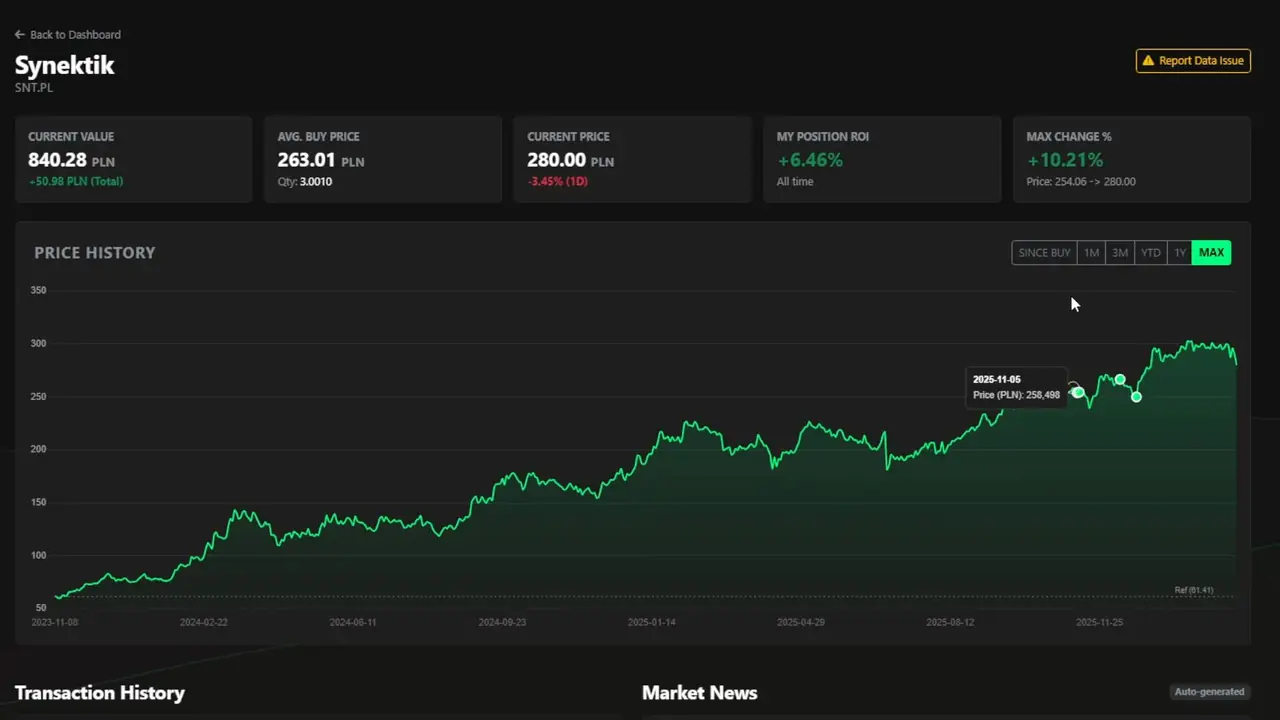 Back to Dashboard
Synektik
SNT.PL
Report Data Issue
CURRENT VALUE
840.28 PLN
+50.98 PLN (Total)
AVG. BUY PRICE
263.01 PLN
Qty: 3.0010
CURRENT PRICE
280.00 PLN
-3.45% (1D)
MY POSITION ROI
+6.46%
All time
MAX CHANGE %
+10.21%
Price: 254.06 -> 280.00
PRICE HISTORY
SINCE BUY 1M 3M YTD 1Y MAX
350
300
250
200
150
100
50
2025-11-05
Price (PLN): 258,498
Ref (61.41)
2023-11-08 2024-02-22 2024-06-11 2024-09-23 2025-01-14 2025-04-29 2025-08-12 2025-11-25
Transaction History
Market News
Auto-generated